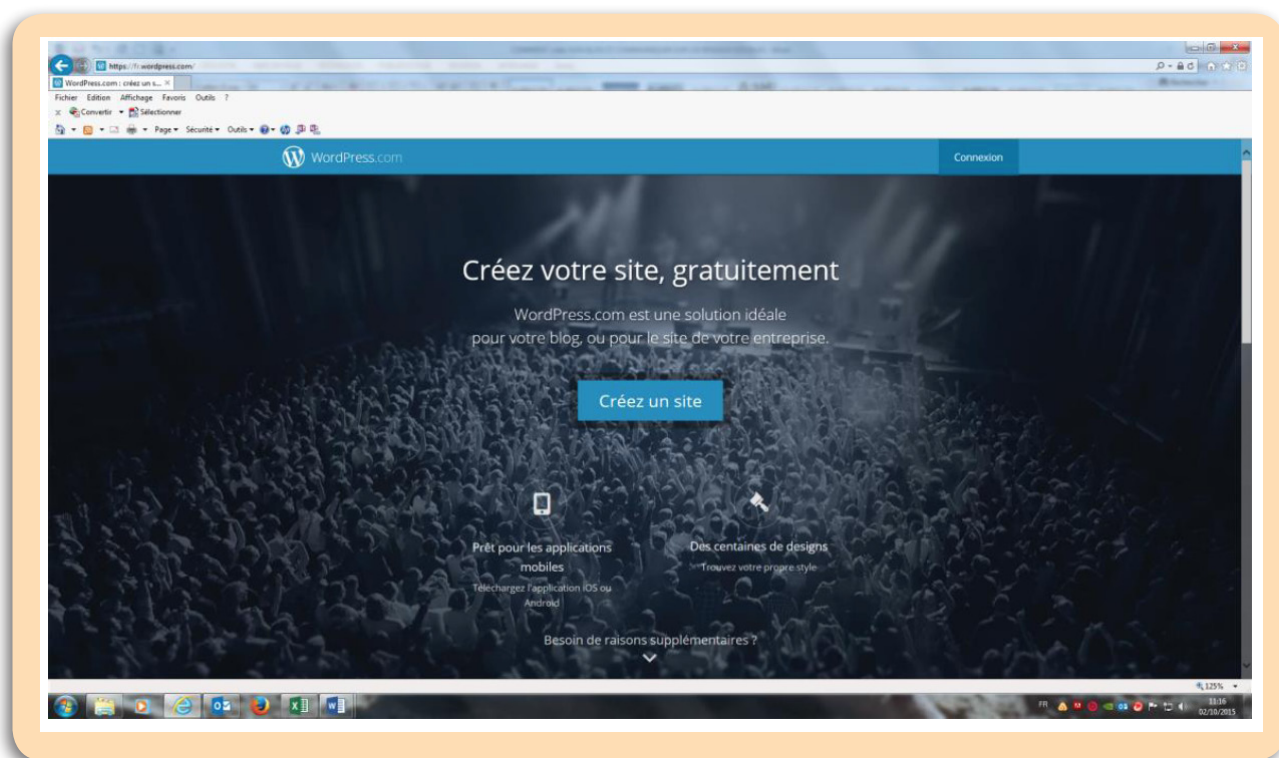 https://fr.wordpress.com/
WordPress.com : créez un s...
Fichier Edition Affichage Favoris Outils ?
x Convertir Sélectionner
Page Sécurité Outils
WordPress.com
Connexion
Créez votre site, gratuitement
WordPress.com est une solution idéale
pour votre blog, ou pour le site de votre entreprise.
Créez un site
Prêt pour les applications
mobiles
Téléchargez l'application iOS ou
Android
Des centaines de designs
Trouvez votre propre style
Besoin de raisons supplémentaires ?
125%
FR
11:16
02/10/2015